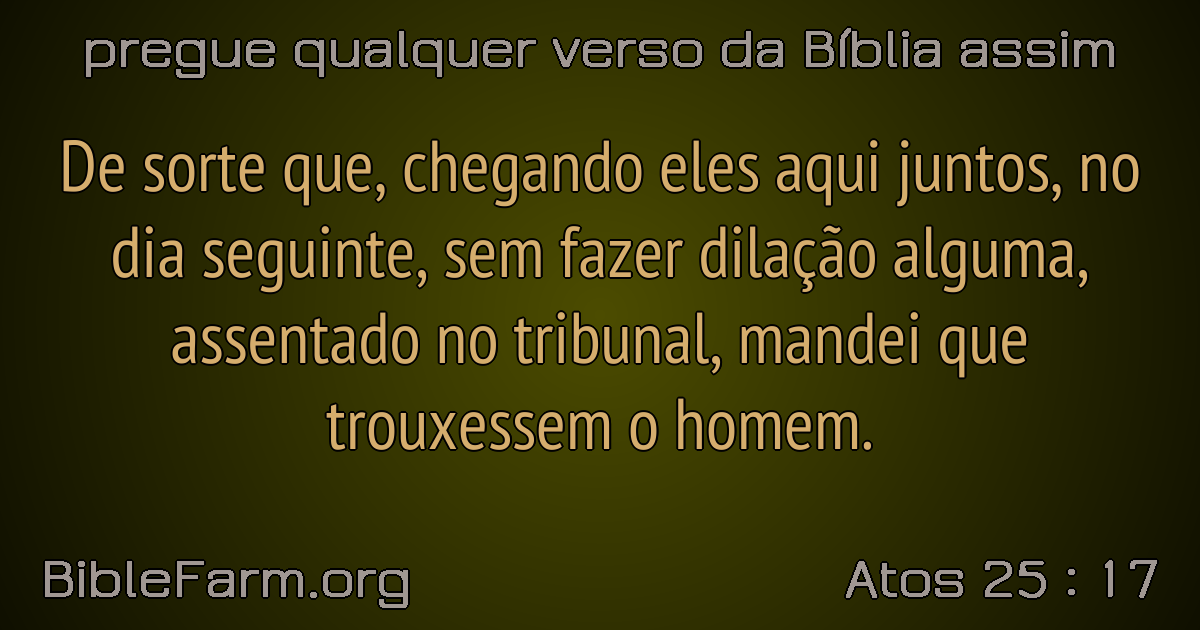 pregue qualquer verso da Bíblia assim
De sorte que, chegando eles aqui juntos, no
dia seguinte, sem fazer dilação alguma,
assentado no tribunal, mandei que
trouxessem o homem.
BibleFarm.org
Atos 25 : 17